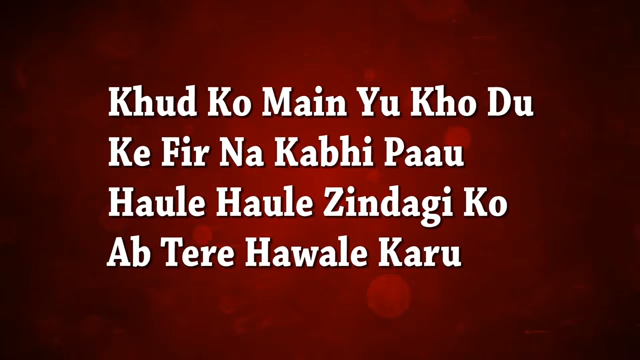 Khud Ko Main Yu Kho Du
Ke Fir Na Kabhi Paau
Haule Haule Zindagi Ko
Ab Tere Hawale Karu